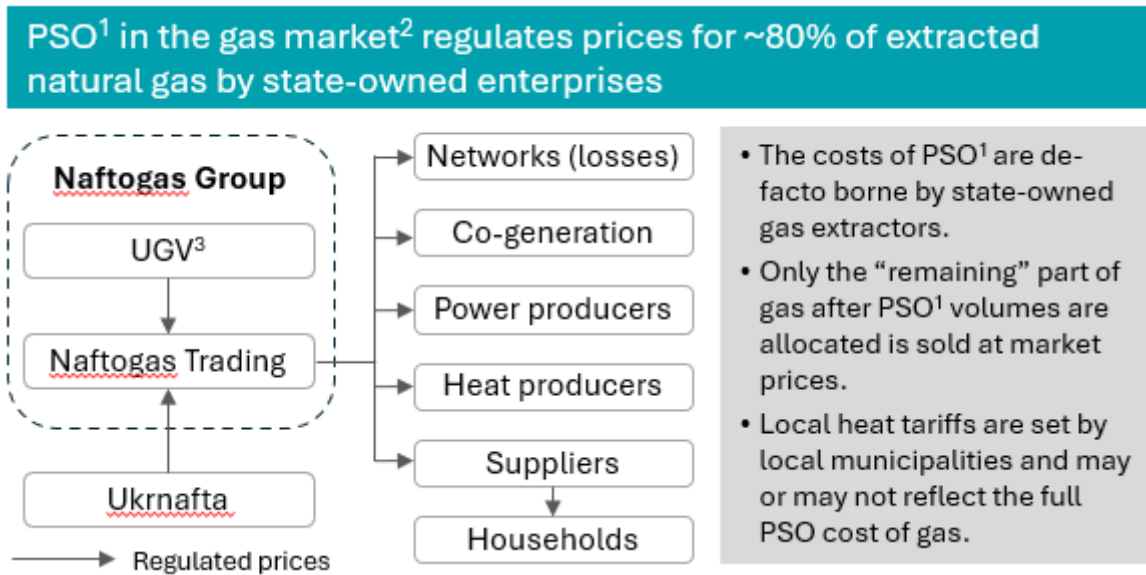 PSO¹ in the gas market² regulates prices for ~80% of extracted
natural gas by state-owned enterprises
Naftogas Group
UGV³
Naftogas Trading
Ukrnafta
Regulated prices
Networks (losses)
Co-generation
Power producers
Heat producers
Suppliers
Households
• The costs of PSO¹ are de-
facto borne by state-owned
gas extractors.
• Only the “remaining” part of
gas after PSO¹ volumes are
allocated is sold at market
prices.
• Local heat tariffs are set by
local municipalities and may
or may not reflect the full
PSO cost of gas.